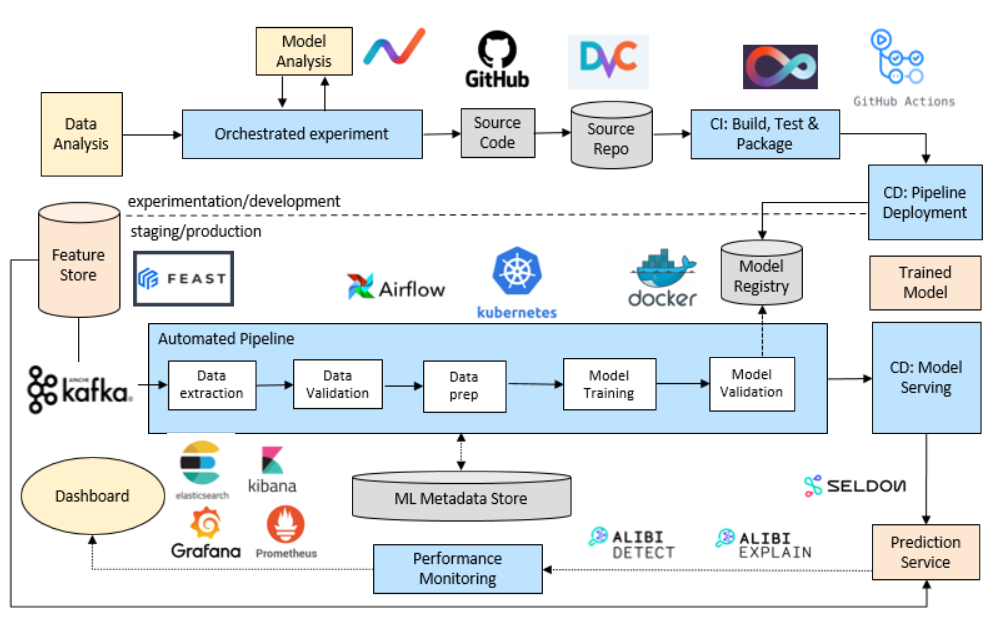 Model
Analysis
GitHub
DVC
GitHub Actions
Data
Analysis
Orchestrated experiment
Source
Code
Source
Repo
CI: Build, Test &
Package
experimentation/development
staging/production
CD: Pipeline
Deployment
Feature
Store
FEAST
Airflow
kubernetes
docker
Model
Registry
Trained
Model
Automated Pipeline
APACHE
kafka®
Data
extraction
Data
Validation
Data
prep
Model
Training
Model
Validation
CD: Model
Serving
elasticsearch
kibana
Dashboard
Grafana
Prometheus
ML Metadata Store
SELDON
ALIBI
DETECT
ALIBI
EXPLAIN
Performance
Monitoring
Prediction
Service